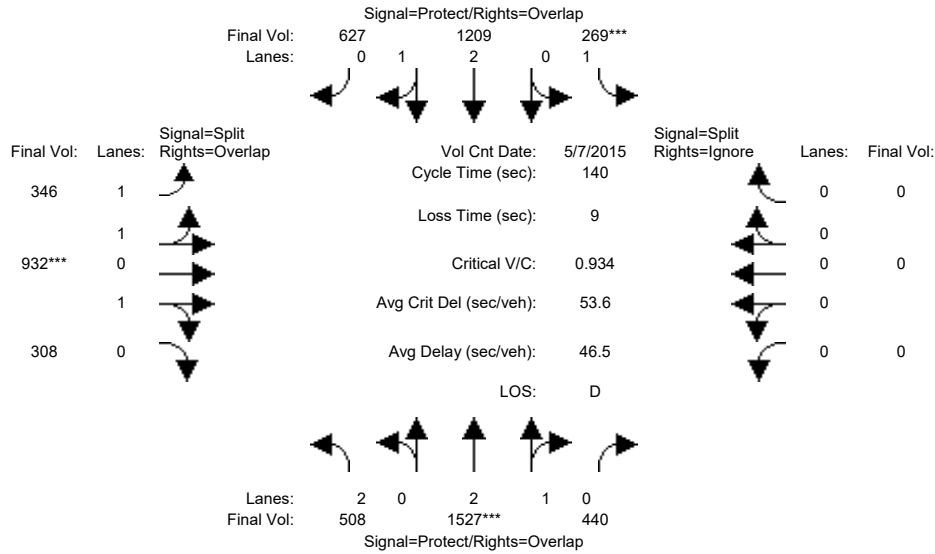 Signal=Protect/Rights=Overlap
Final Vol: 627 1209 269***
Lanes: 0 1 2 0 1
Signal=Split
Final Vol: Lanes: Rights=Overlap
Vol Cnt Date: 5/7/2015
Signal=Split
Rights=Ignore Lanes: Final Vol:
Cycle Time (sec): 140
346 1
0 0
Loss Time (sec): 9
1
0
932*** 0
Critical V/C: 0.934
0 0
1
Avg Crit Del (sec/veh): 53.6
0
308 0
Avg Delay (sec/veh): 46.5
0 0
LOS: D
Lanes: 2 0 2 1 0
Final Vol: 508 1527*** 440
Signal=Protect/Rights=Overlap